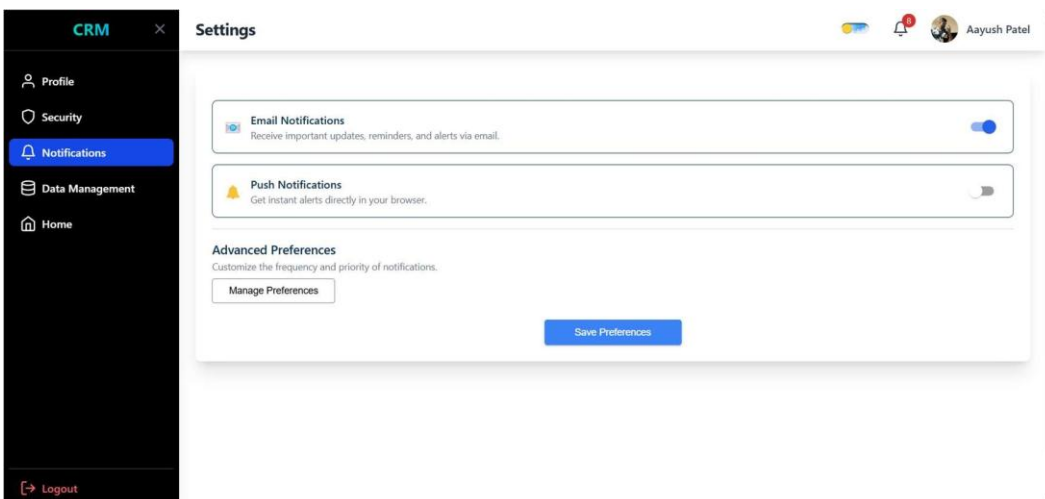 CRM
Settings
8
Aayush Patel
Profile
Security
Notifications
Data Management
Home
Logout
Email Notifications
Receive important updates, reminders, and alerts via email.
Push Notifications
Get instant alerts directly in your browser.
Advanced Preferences
Customize the frequency and priority of notifications.
Manage Preferences
Save Preferences